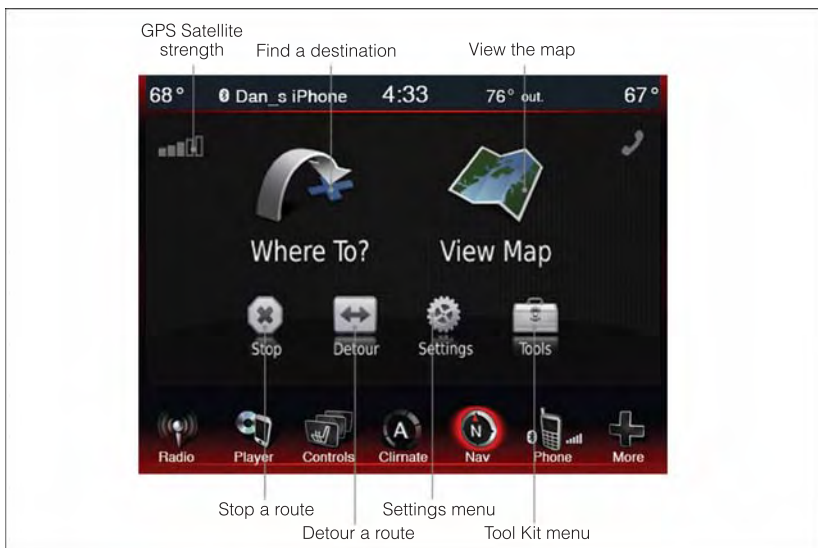 GPS Satellite
strength
Find a destination
View the map
68° Dan_s iPhone 4:33 76° out. 67°
Where To? View Map
Stop Detour Settings Tools
A N
Radio Player Controls Climate Nav Phone More
Stop a route Settings menu
Detour a route Tool Kit menu